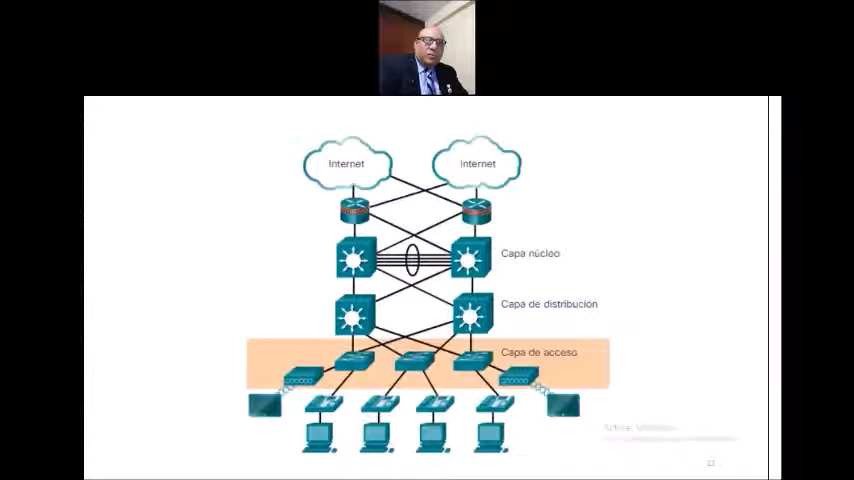 Internet
Internet
Capa núcleo
Capa de distribución
Capa de acceso